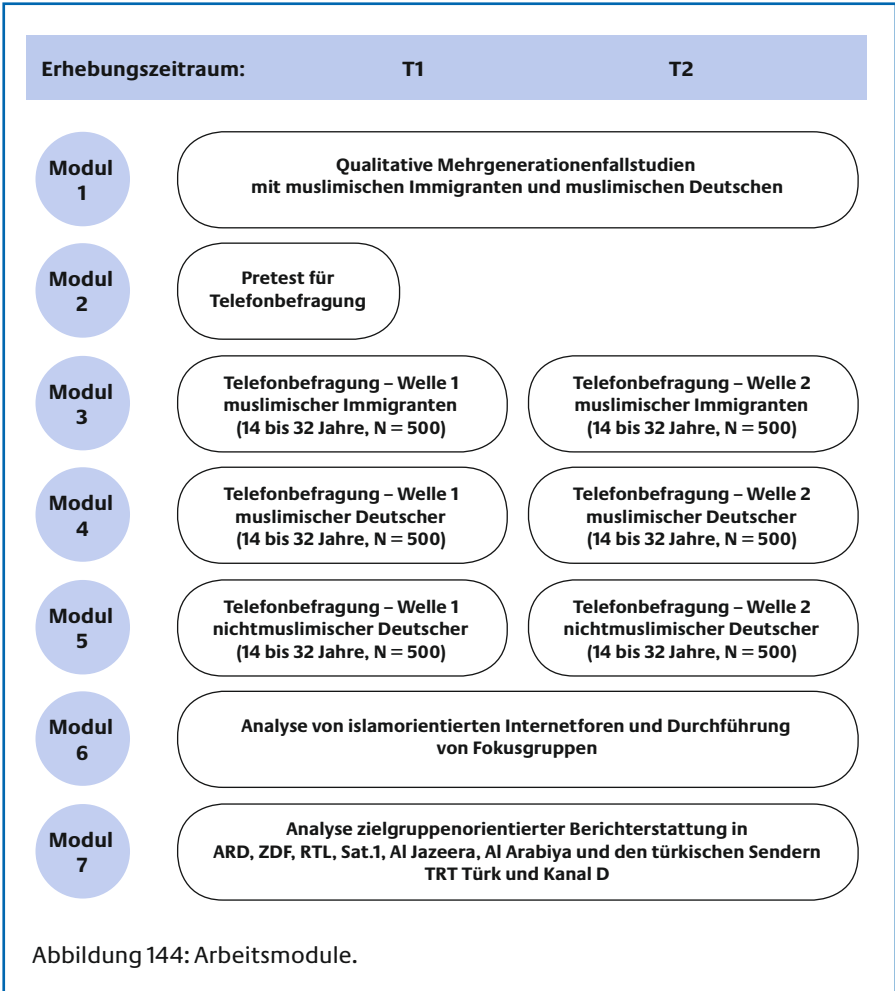 Erhebungszeitraum: T1 T2
Modul
1
Qualitative Mehrgenerationenfallstudien
mit muslimischen Immigranten und muslimischen Deutschen
Modul
2
Pretest für
Telefonbefragung
Modul
3
Telefonbefragung – Welle 1
muslimischer Immigranten
(14 bis 32 Jahre, N = 500)
Telefonbefragung – Welle 2
muslimischer Immigranten
(14 bis 32 Jahre, N = 500)
Modul
4
Telefonbefragung – Welle 1
muslimischer Deutscher
(14 bis 32 Jahre, N = 500)
Telefonbefragung – Welle 2
muslimischer Deutscher
(14 bis 32 Jahre, N = 500)
Modul
5
Telefonbefragung – Welle 1
nichtmuslimischer Deutscher
(14 bis 32 Jahre, N = 500)
Telefonbefragung – Welle 2
nichtmuslimischer Deutscher
(14 bis 32 Jahre, N = 500)
Modul
6
Analyse von islamorientierten Internetforen und Durchführung
von Fokusgruppen
Modul
7
Analyse zielgruppenorientierter Berichterstattung in
ARD, ZDF, RTL, Sat.1, Al Jazeera, Al Arabiya und den türkischen Sendern
TRT Türk und Kanal D
Abbildung 144: Arbeitsmodule.